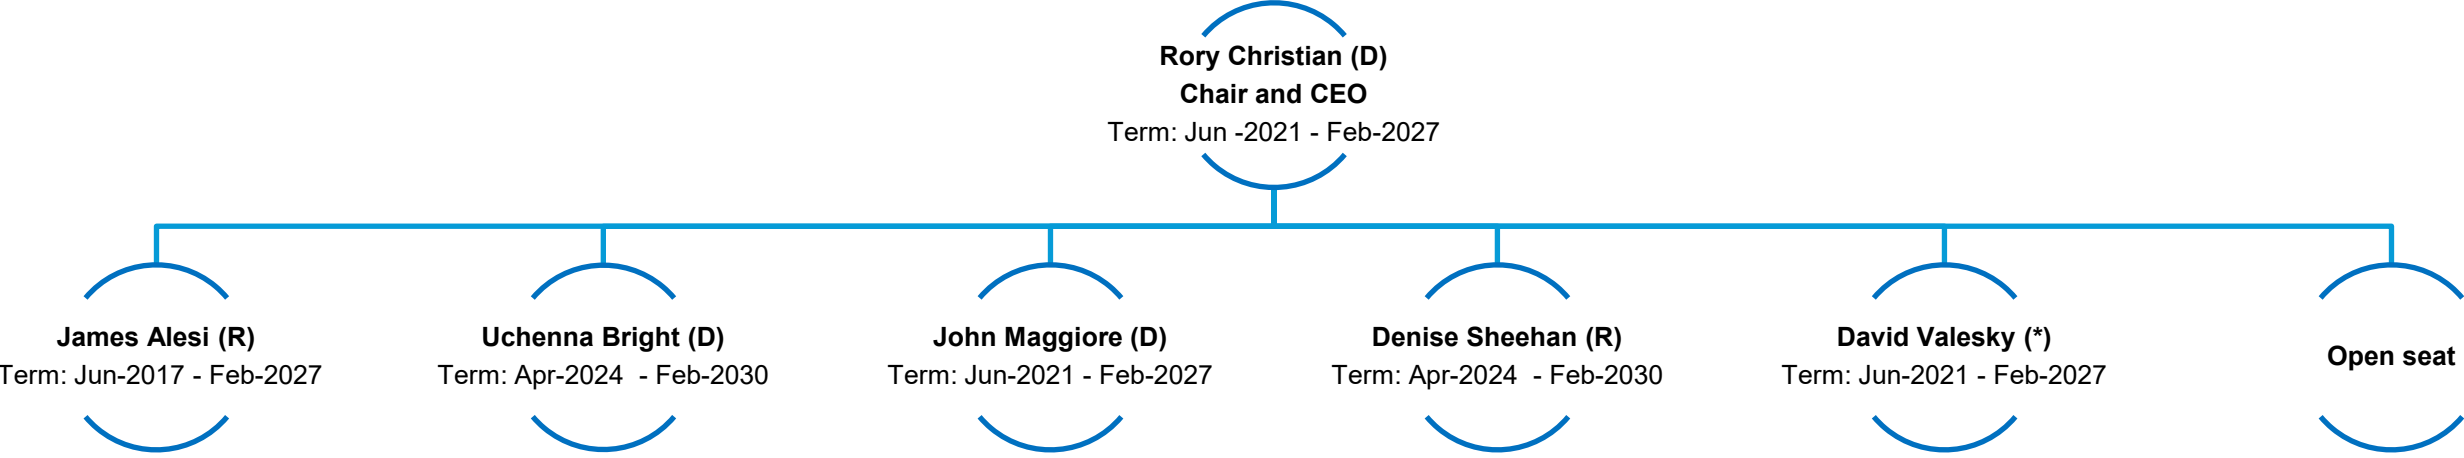 Rory Christian (D)
Chair and CEO
Term: Jun -2021 - Feb-2027
James Alesi (R)
Term: Jun-2017 - Feb-2027
Uchenna Bright (D)
Term: Apr-2024  - Feb-2030
John Maggiore (D)
Term: Jun-2021 - Feb-2027
Denise Sheehan (R)
Term: Apr-2024  - Feb-2030
David Valesky (*)
Term: Jun-2021 - Feb-2027
Open seat